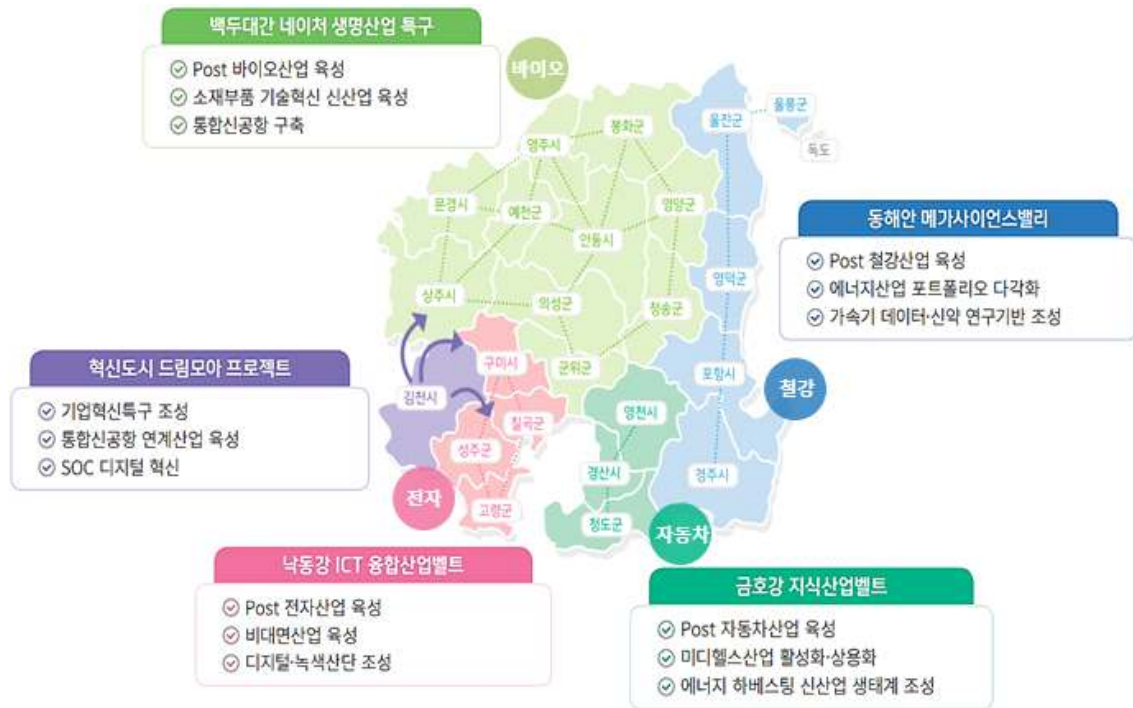 백두대간 네이처 생명산업 특구
Post 바이오산업 육성
소재부품 기술혁신 신산업 육성
통합신공항 구축
바이오
울진군
울릉군
독도
봉화군
영주시
문경시
예천군
영양군
안동시
동해안 메가사이언스밸리
Post 철강산업 육성
에너지산업 포트폴리오 다각화
가속기 데이터·신약 연구기반 조성
영덕군
상주시
의성군
청송군
혁신도시 드림모아 프로젝트
기업혁신특구 조성
통합신공항 연계산업 육성
SOC 디지털 혁신
구미시
군위군
포항시
철강
김천시
칠곡군
영천시
성주군
경산시
경주시
전자
고령군
청도군
자동차
낙동강 ICT 융합산업벨트
Post 전자산업 육성
비대면산업 육성
디지털·녹색산단 조성
금호강 지식산업벨트
Post 자동차산업 육성
미디헬스산업 활성화·상용화
에너지 하베스팅 신산업 생태계 조성